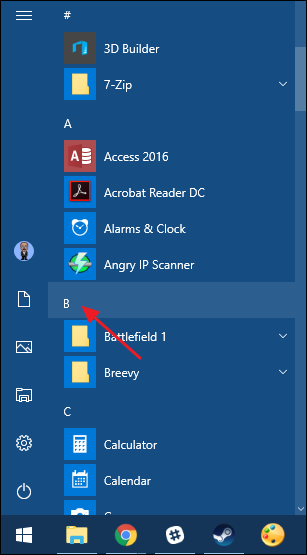 #
3D Builder
7-Zip
A
Access 2016
Acrobat Reader DC
Alarms & Clock
Angry IP Scanner
B
Battlefield 1
Breevy
C
Calculator
Calendar